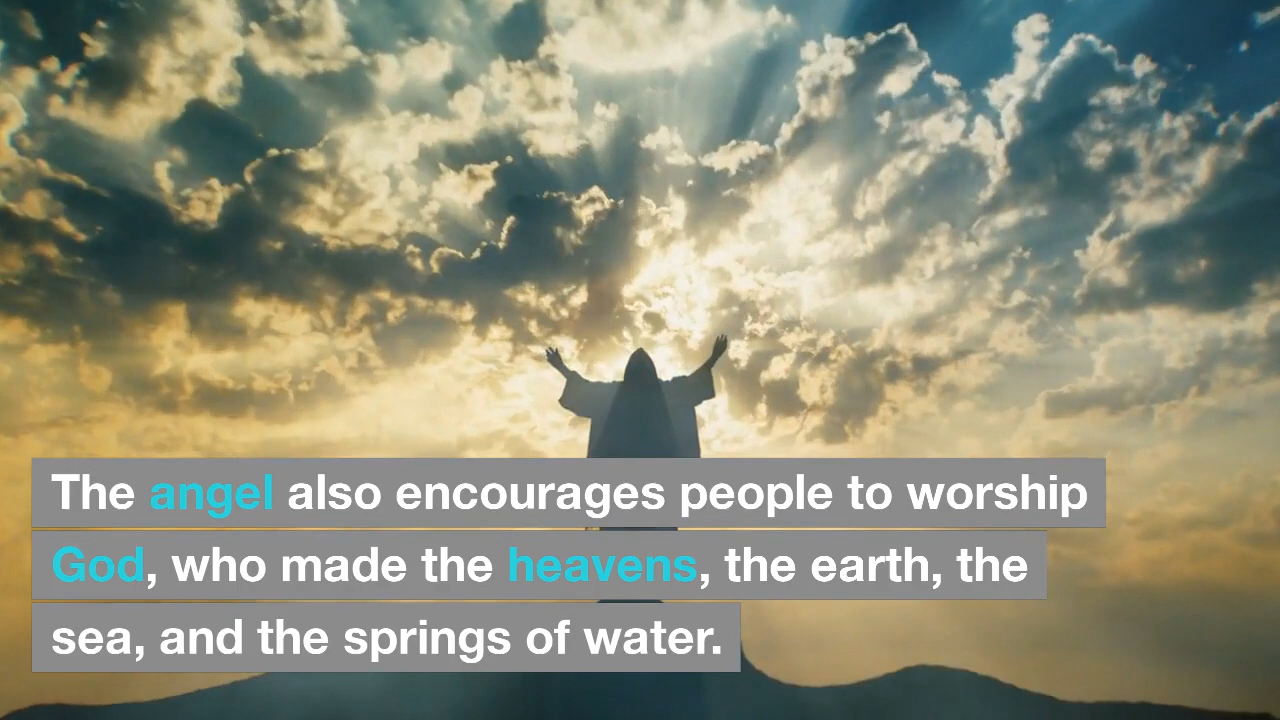 The angel also encourages people to worship
God, who made the heavens, the earth, the
sea, and the springs of water.